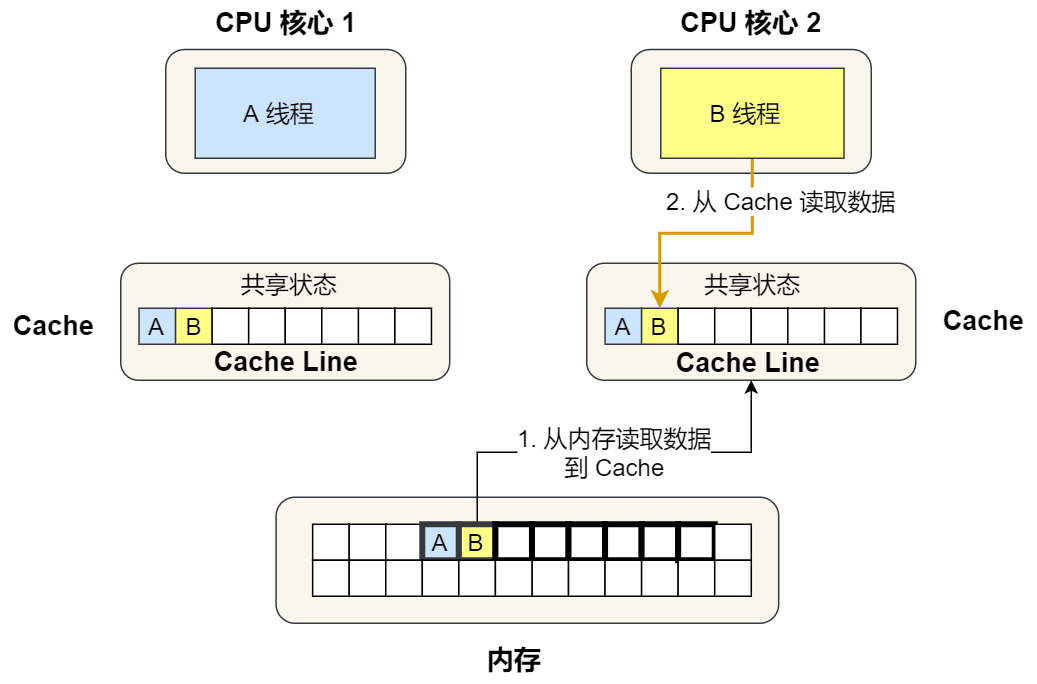 CPU 核心 1
CPU 核心 2
A 线程
B 线程
2. 从 Cache 读取数据
共享状态
共享状态
Cache
A B
A B
Cache
Cache Line
Cache Line
1. 从内存读取数据
到 Cache
A B
内存